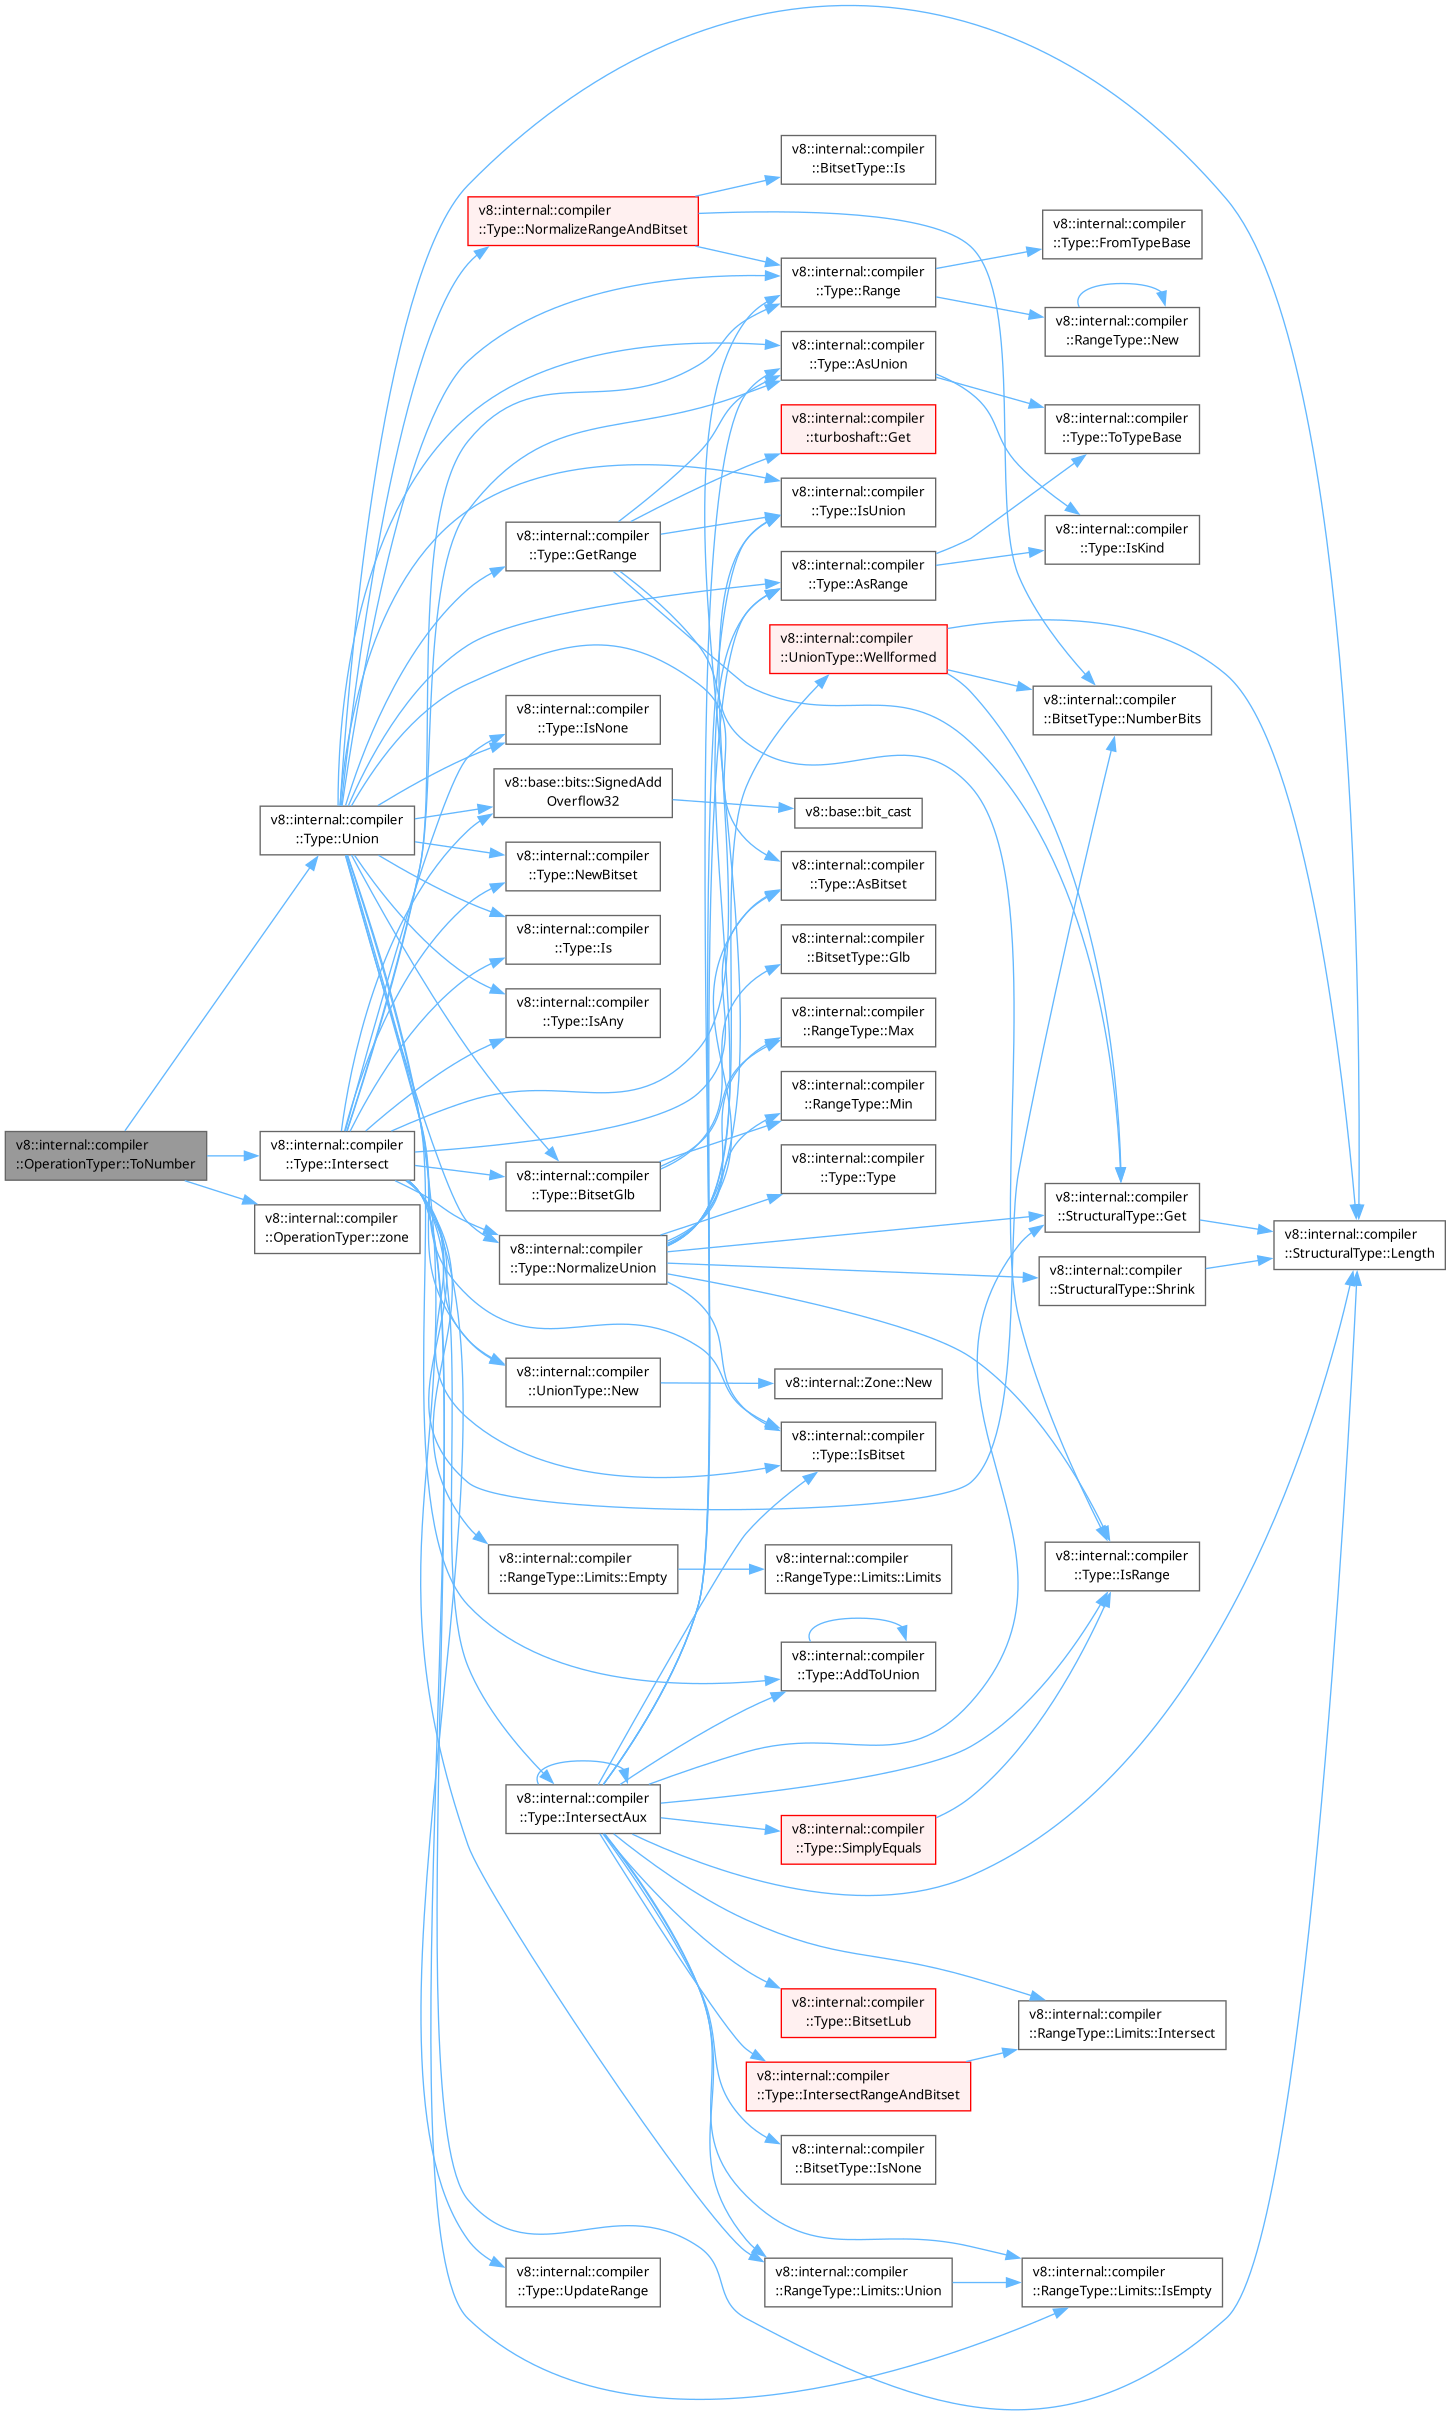 v8::internal::compiler
::BitsetType::Is
v8::internal::compiler
::Type::NormalizeRangeAndBitset
v8::internal::compiler
::Type::FromTypeBase
v8::internal::compiler
::Type::Range
v8::internal::compiler
::RangeType::New
v8::internal::compiler
::Type::AsUnion
v8::internal::compiler
::turboshaft::Get
v8::internal::compiler
::Type::ToTypeBase
v8::internal::compiler
::Type::IsUnion
v8::internal::compiler
::Type::GetRange
v8::internal::compiler
::Type::IsKind
v8::internal::compiler
::Type::AsRange
v8::internal::compiler
::UnionType::Wellformed
v8::internal::compiler
::BitsetType::NumberBits
v8::internal::compiler
::Type::IsNone
v8::base::bits::SignedAdd
Overflow32
v8::base::bit_cast
v8::internal::compiler
::Type::Union
v8::internal::compiler
::Type::NewBitset
v8::internal::compiler
::Type::AsBitset
v8::internal::compiler
::Type::Is
v8::internal::compiler
::BitsetType::Glb
v8::internal::compiler
::Type::IsAny
v8::internal::compiler
::RangeType::Max
v8::internal::compiler
::RangeType::Min
v8::internal::compiler
::OperationTyper::ToNumber
v8::internal::compiler
::Type::Intersect
v8::internal::compiler
::Type::BitsetGlb
v8::internal::compiler
::Type::Type
v8::internal::compiler
::StructuralType::Get
v8::internal::compiler
::OperationTyper::zone
v8::internal::compiler
::Type::NormalizeUnion
v8::internal::compiler
::StructuralType::Length
v8::internal::compiler
::StructuralType::Shrink
v8::internal::compiler
::UnionType::New
v8::internal::Zone::New
v8::internal::compiler
::Type::IsBitset
v8::internal::compiler
::RangeType::Limits::Empty
v8::internal::compiler
::RangeType::Limits::Limits
v8::internal::compiler
::Type::IsRange
v8::internal::compiler
::Type::AddToUnion
v8::internal::compiler
::Type::IntersectAux
v8::internal::compiler
::Type::SimplyEquals
v8::internal::compiler
::Type::BitsetLub
v8::internal::compiler
::RangeType::Limits::Intersect
v8::internal::compiler
::Type::IntersectRangeAndBitset
v8::internal::compiler
::BitsetType::IsNone
v8::internal::compiler
::Type::UpdateRange
v8::internal::compiler
::RangeType::Limits::Union
v8::internal::compiler
::RangeType::Limits::IsEmpty